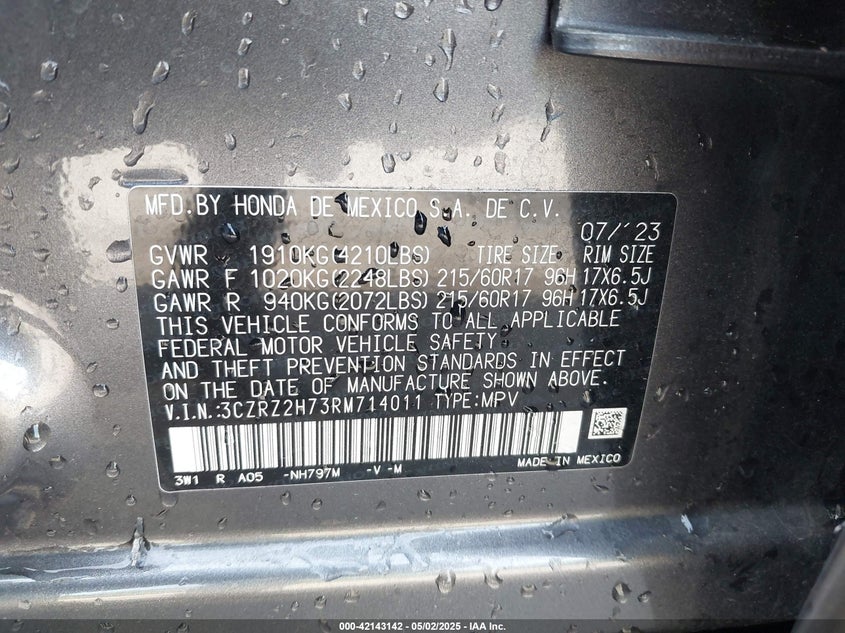 MFD.BY HONDA DE MEXICO S.A. DE C.V.
07/'23
GVWR 1910KG(4210LBS) TIRE SIZE RIM SIZE
GAWR F 1020KG(2248LBS) 215/60R17 96H 17X6.5J
GAWR R 940KG(2072LBS) 215/60R17 96H 17X6.5J
THIS VEHICLE CONFORMS TO ALL APPLICABLE
FEDERAL MOTOR VEHICLE SAFETY
AND THEFT PREVENTION STANDARDS IN EFFECT
ON THE DATE OF MANUFACTURE SHOWN ABOVE.
V.I.N.:3CZRZ2H73RM714011 TYPE:MPV
3W1 R A05 -NH797M -V -M MADE IN MEXICO
000-42143142 — 05/02/2025 - IAA Inc.